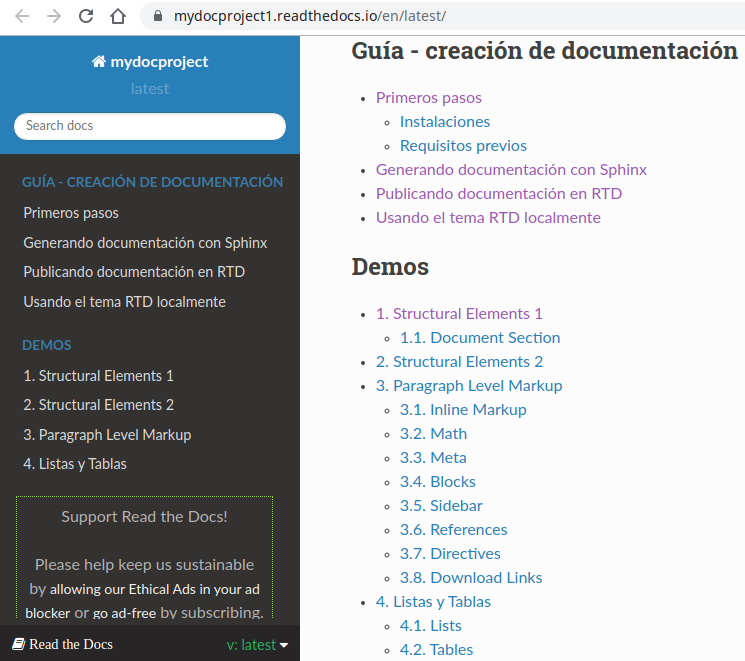 mydocproject1.readthedocs.io/en/latest/
mydocproject
latest
Search docs
GUÍA - CREACIÓN DE DOCUMENTACIÓN
Primeros pasos
Generando documentación con Sphinx
Publicando documentación en RTD
Usando el tema RTD localmente
DEMOS
1. Structural Elements 1
2. Structural Elements 2
3. Paragraph Level Markup
4. Listas y Tablas
Support Read the Docs!
Please help keep us sustainable
by allowing our Ethical Ads in your ad
blocker or go ad-free by subscribing.
Read the Docs
v: latest
Guía - creación de documentación
Primeros pasos
Instalaciones
Requisitos previos
Generando documentación con Sphinx
Publicando documentación en RTD
Usando el tema RTD localmente
Demos
1. Structural Elements 1
1.1. Document Section
2. Structural Elements 2
3. Paragraph Level Markup
3.1. Inline Markup
3.2. Math
3.3. Meta
3.4. Blocks
3.5. Sidebar
3.6. References
3.7. Directives
3.8. Download Links
4. Listas y Tablas
4.1. Lists
4.2. Tables